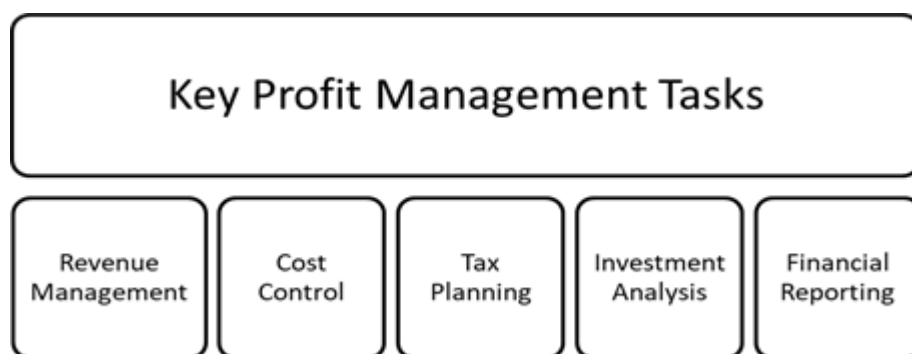 Key Profit Management Tasks
Revenue
Management
Cost
Control
Tax
Planning
Investment
Analysis
Financial
Reporting